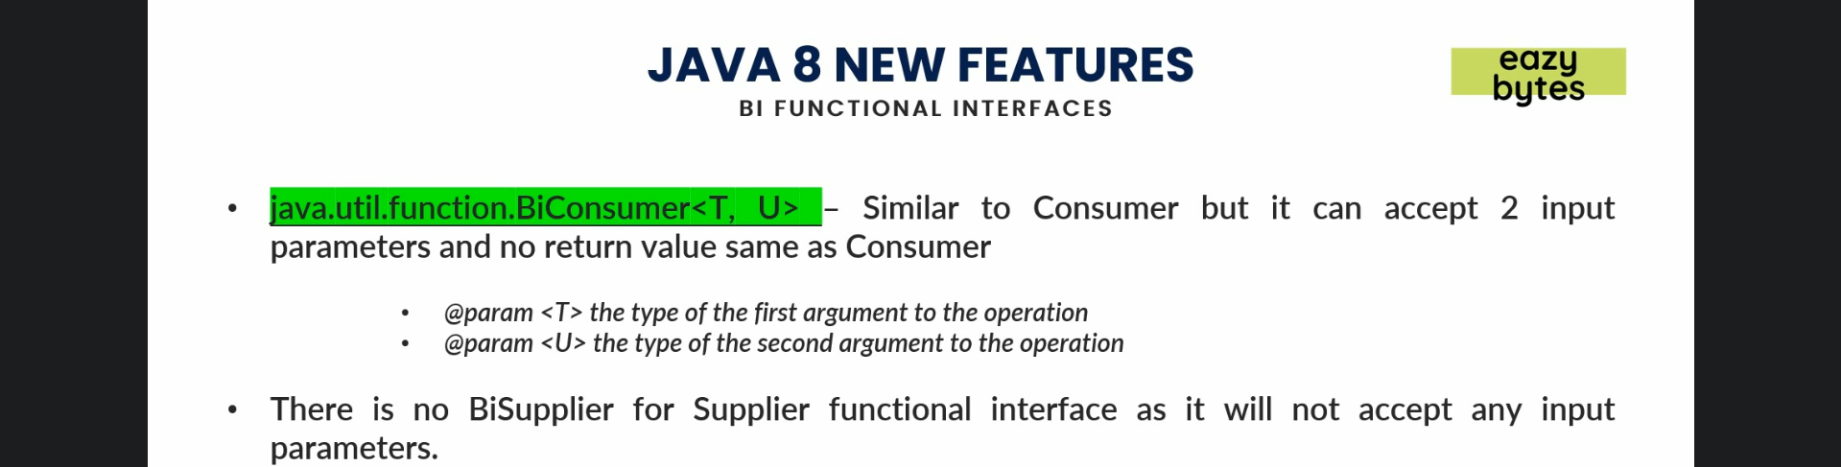 JAVA 8 NEW FEATURES
BI FUNCTIONAL INTERFACES
eazy
bytes
• java.util.function.BiConsumer<T, U> – Similar to Consumer but it can accept 2 input
parameters and no return value same as Consumer
• @param <T> the type of the first argument to the operation
• @param <U> the type of the second argument to the operation
• There is no BiSupplier for Supplier functional interface as it will not accept any input
parameters.